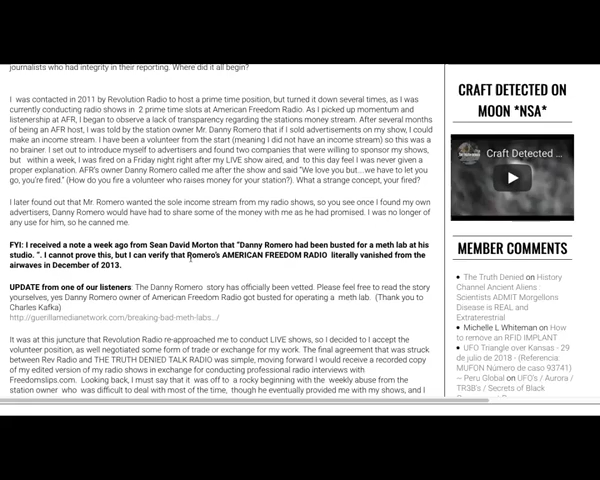 journalists who had integrity in their reporting. Where did it all begin?
I was contacted in 2011 by Revolution Radio to host a prime time position, but turned it down several times, as I was
currently conducting radio shows in 2 prime time slots at American Freedom Radio. As I picked up momentum and
listenership at AFR, I began to observe a lack of transparency regarding the stations money stream. After several months
of being an AFR host, I was told by the station owner Mr. Danny Romero that if I sold advertisements on my show, I could
make an income stream. I have been a volunteer from the start (meaning I did not have an income stream) so this was a
no brainer. I set out to introduce myself to advertisers and found two companies that were willing to sponsor my shows,
but within a week, I was fired on a Friday night right after my LIVE show aired, and to this day feel I was never given a
proper explanation. AFR's owner Danny Romero called me after the show and said "We love you but....we have to let
you go, you're fired." (How do you fire a volunteer who raises money for your station?). What a strange concept, your fired?
I later found out that Mr. Romero wanted the sole income stream from my radio shows, so you see once I found my own
advertisers, Danny Romero would have had to share some of the money with me as he had promised. I was no longer of
any use for him, so he canned me.
FYI: I received a note a week ago from Sean David Morton that "Danny Romero had been busted for a meth lab at his
studio. ". I cannot prove this, but I can verify that Romero's AMERICAN FREEDOM RADIO literally vanished from the
airwaves in December of 2013.
UPDATE from one of our listeners: The Danny Romero story has officially been vetted. Please feel free to read the story
yourselves, yes Danny Romero owner of American Freedom Radio got busted for operating a meth lab. (Thank you to
Charles Kafka)
http://guerillamedianetwork.com/breaking-bad-meth-labs.../
It was at this juncture that Revolution Radio re-approached me to conduct LIVE shows, so I decided to I accept the
volunteer position, as well negotiated some form of trade or exchange for my work. The final agreement that was struck
between Rev Radio and THE TRUTH DENIED TALK RADIO was simple, moving forward I would receive a recorded copy
of my edited version of my radio shows in exchange for conducting professional radio interviews with
Freedomslips.com. Looking back, I must say that it was off to a rocky beginning with the weekly abuse from the
station owner who was difficult to deal with most of the time, though he eventually provided me with my shows, and I
CRAFT DETECTED ON
MOON *NSA*
Craft Detected ...
MEMBER COMMENTS
The Truth Denied on History
Channel Ancient Aliens :
Scientists ADMIT Morgellons
Disease is REAL and
Extraterestrial
Michelle L Whiteman on How
to remove an RFID IMPLANT
UFO Triangle over Kansas - 29
de julio de 2018 - (Referencia:
MUFON Número de caso 93741)
– Peru Global on UFO's / Aurora /
TR3B's / Secrets of Black